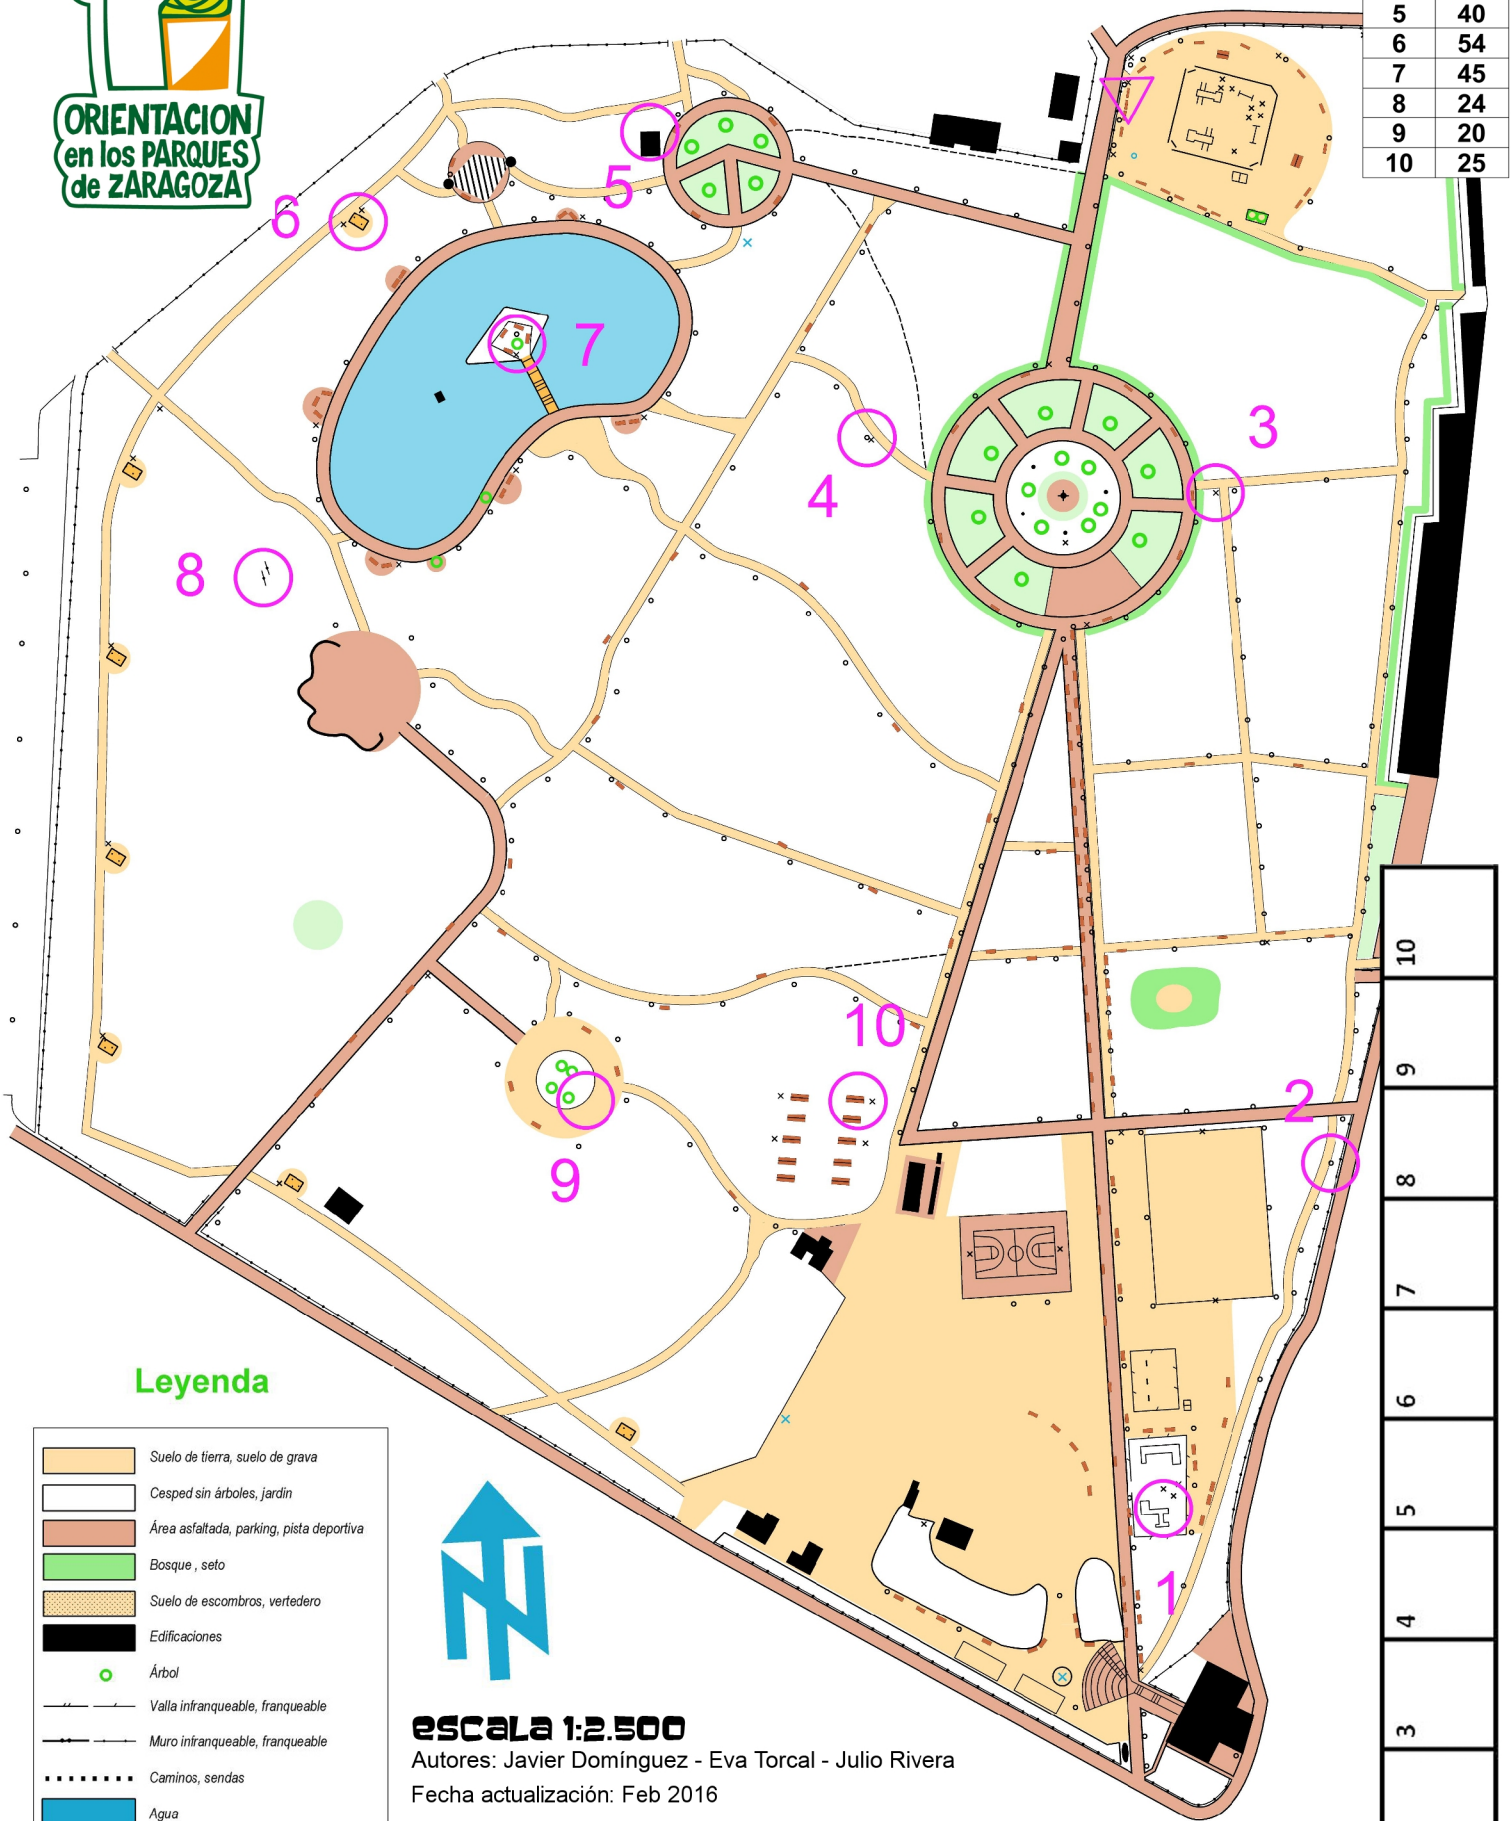 ORIENTACION
en los PARQUES
de ZARAGOZA
5 40
6 54
7 45
8 24
9 20
10 25
5
6
7
3
4
8
10
2
9
1
10
9
8
7
6
5
4
3
Leyenda
Suelo de tierra, suelo de grava
Cesped sin árboles, jardín
Área asfaltada, parking, pista deportiva
Bosque , seto
Suelo de escombros, vertedero
Edificaciones
Árbol
Valla infranqueable, franqueable
Muro infranqueable, franqueable
Caminos, sendas
Agua
N
escala 1:2.500
Autores: Javier Domínguez - Eva Torcal - Julio Rivera
Fecha actualización: Feb 2016